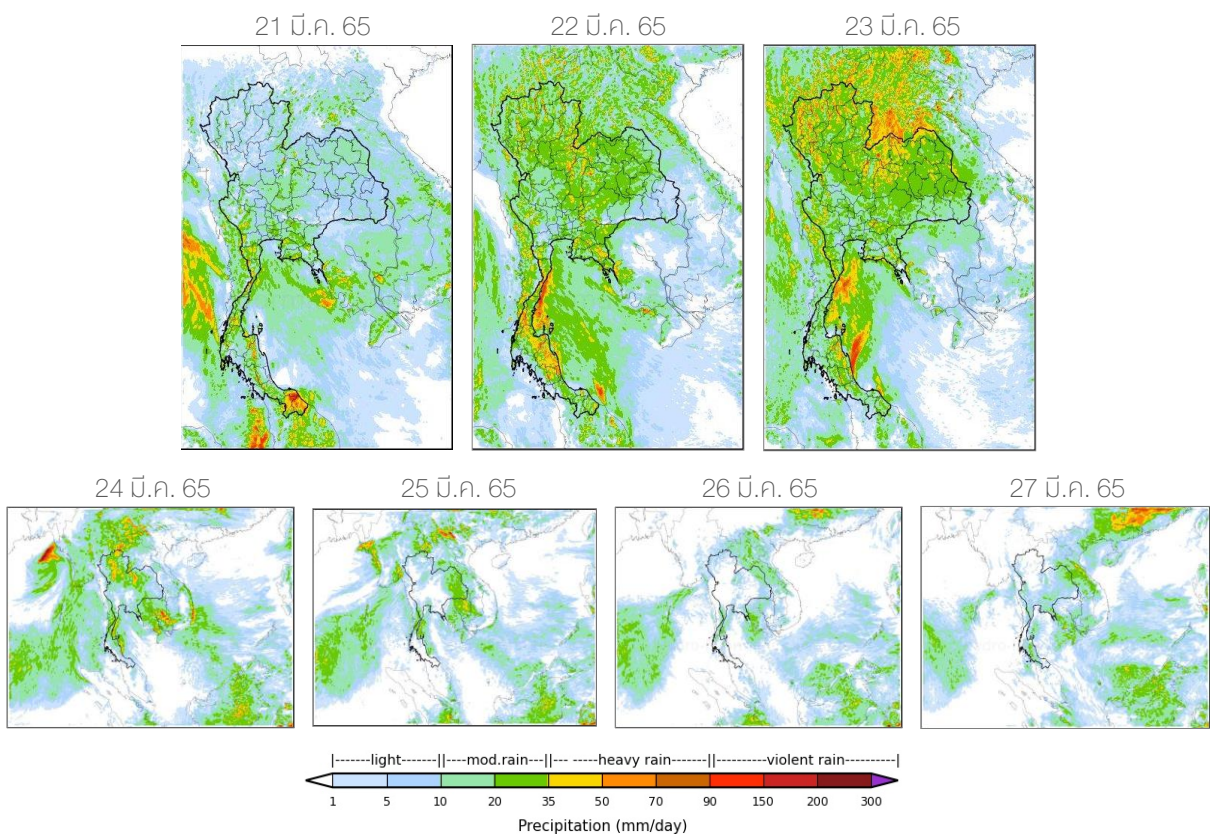 21 มี.ค. 65
22 มี.ค. 65
23 มี.ค. 65
24 มี.ค. 65
25 มี.ค. 65
26 มี.ค. 65
27 มี.ค. 65
|-------light------||---mod.rain---||--- ------heavy rain------||---------violent rain---------|
1 5 10 20 35 50 70 90 150 200 300
Precipitation (mm/day)